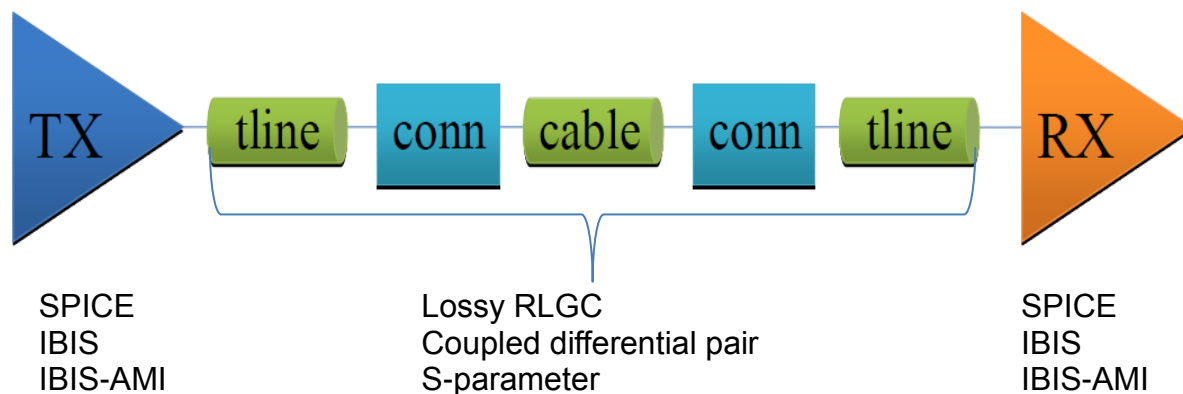 TX
tline
conn
cable
conn
tline
RX
SPICE
IBIS
IBIS-AMI
Lossy RLGC
Coupled differential pair
S-parameter
SPICE
IBIS
IBIS-AMI